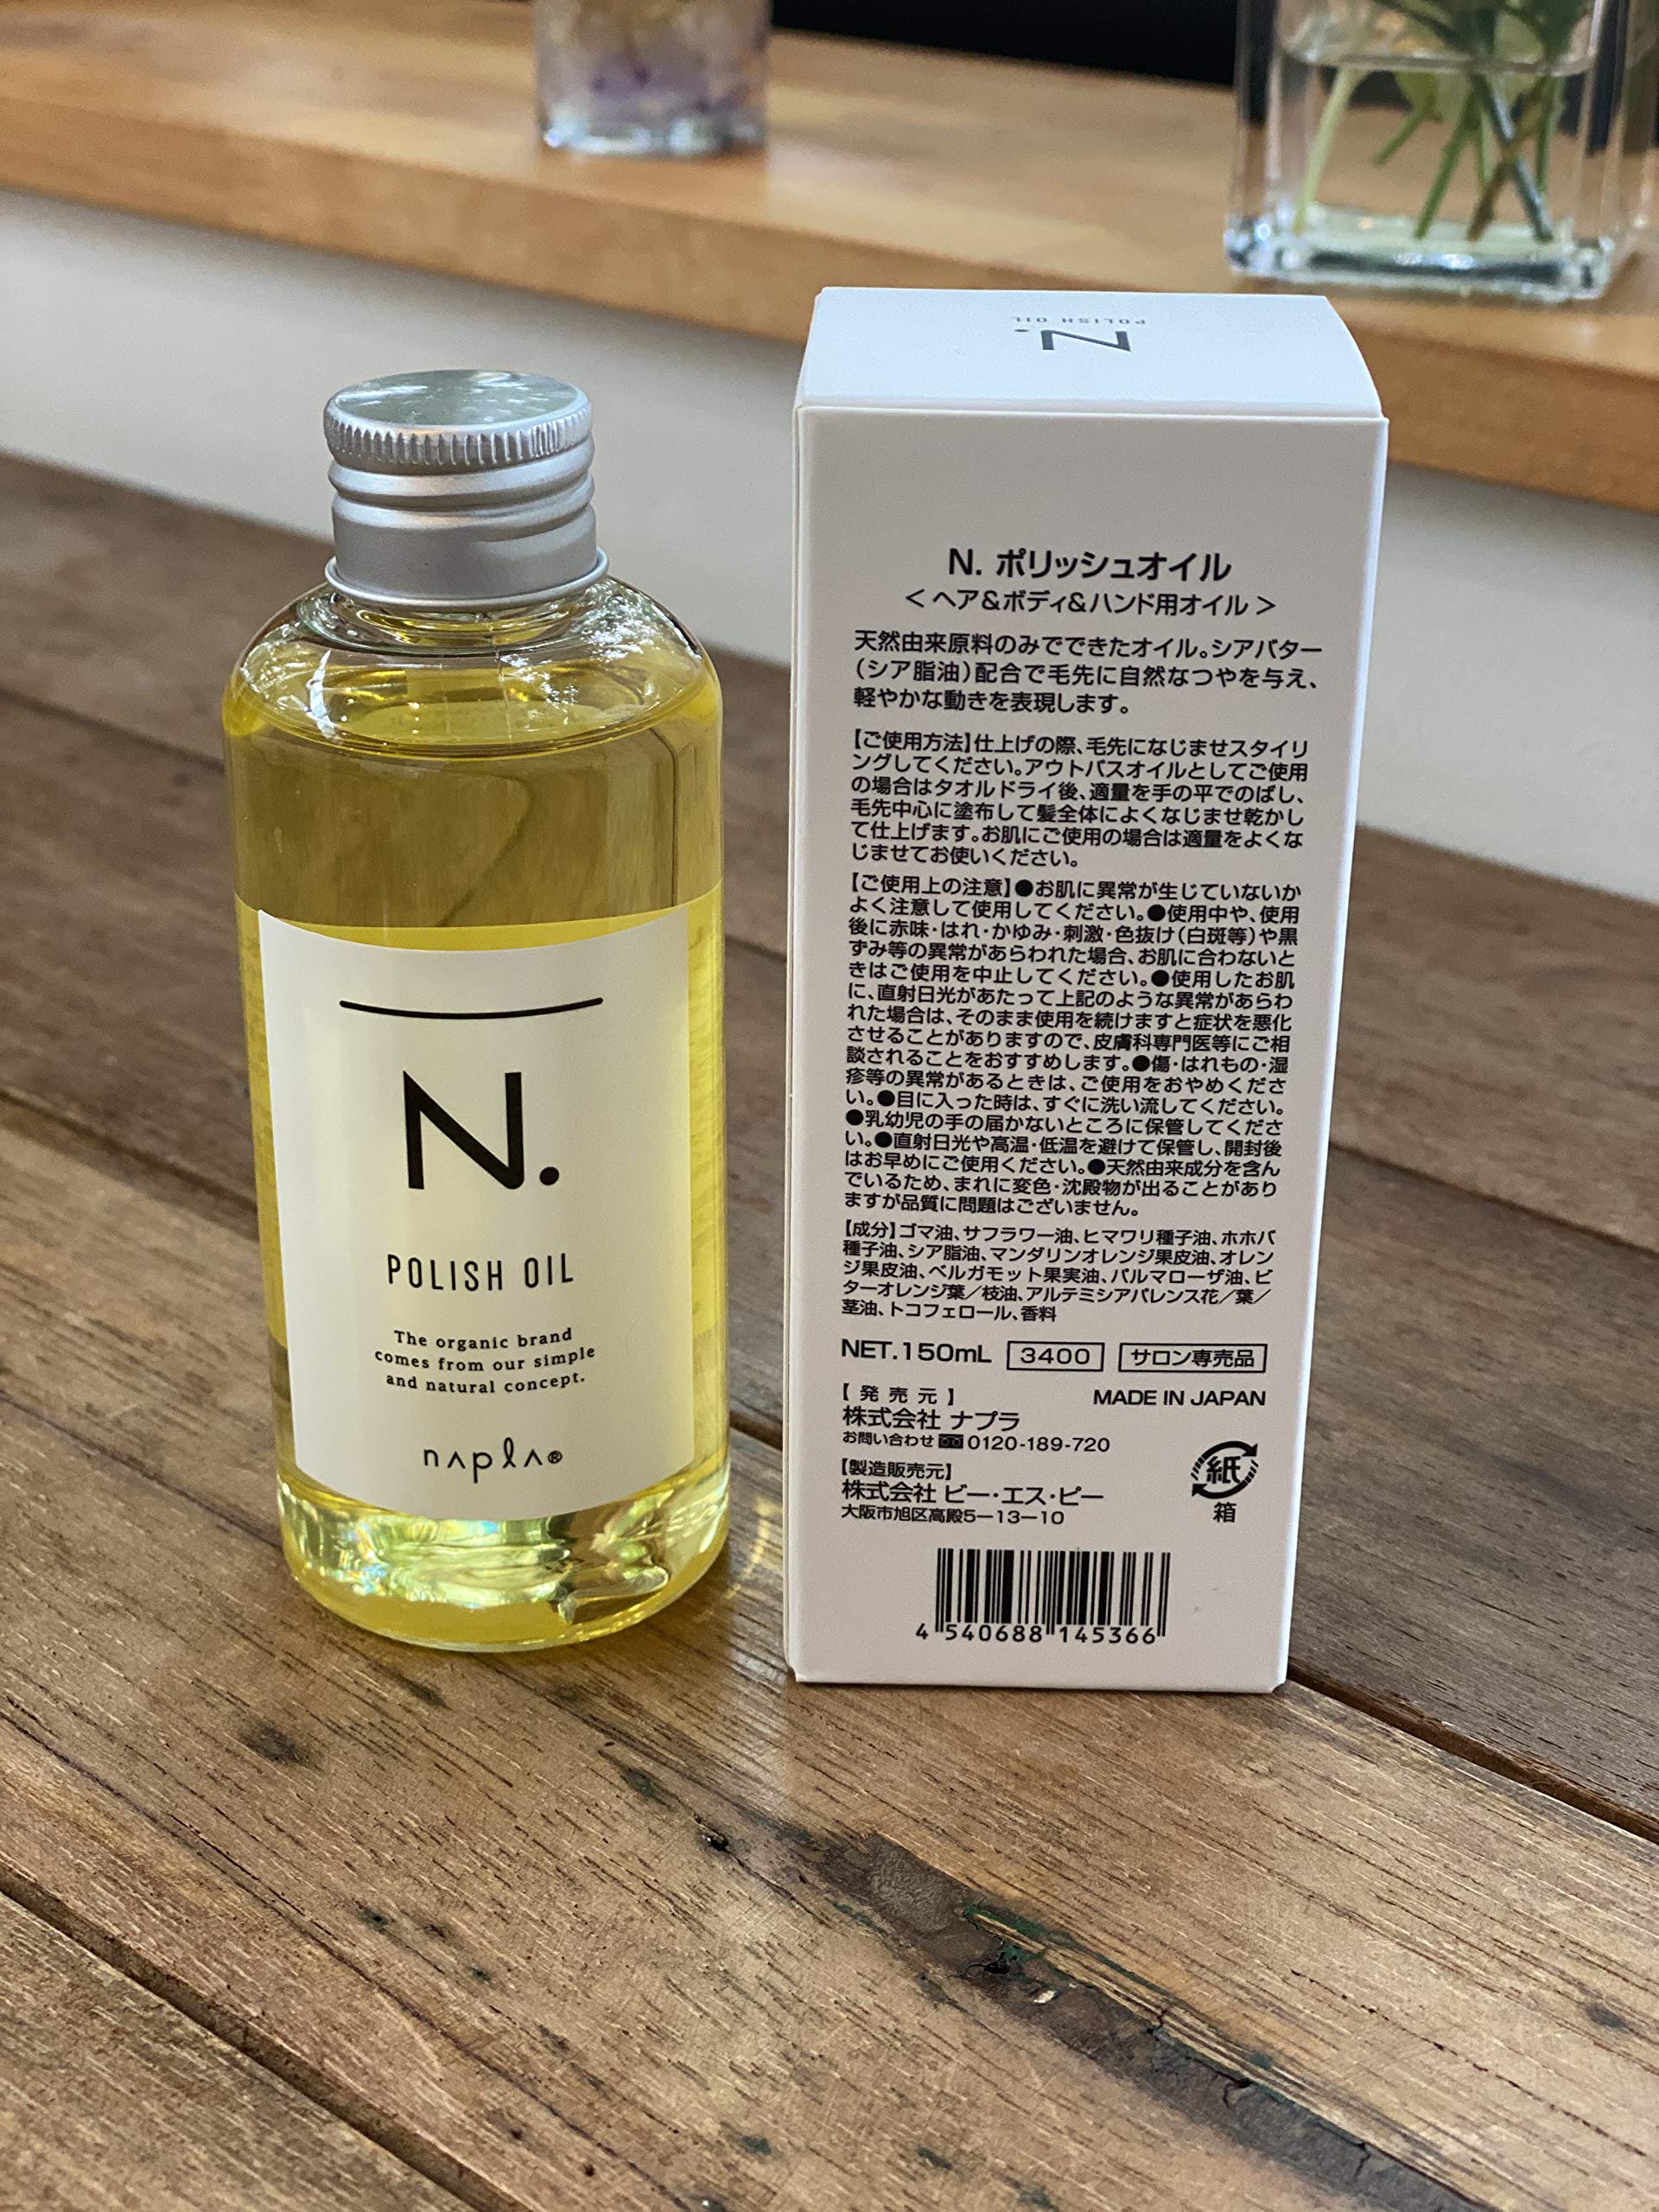 N.
POLISH OIL
The organic brand
comes from our simple
and natural concept.
napla®
N.
POLISH OIL
N. ポリッシュオイル
＜ヘア&ボディ&ハンド用オイル＞
天然由来原料のみでできたオイル。シアバター
(シア脂油)配合で毛先に自然なつやを与え、
軽やかな動きを表現します。
【ご使用方法】仕上げの際、毛先になじませスタイリ
ングしてください。アウトバスオイルとしてご使用
の場合はタオルドライ後、適量を手の平でのばし、
毛先中心に塗布して髪全体によくなじませ乾かし
て仕上げます。お肌にご使用の場合は適量をよくな
じませてお使いください。
【ご使用上の注意】●お肌に異常が生じていないか
よく注意して使用してください。●使用中や、使用
後に赤味・はれ・かゆみ・刺激・色抜け(白斑等)や黒
ずみ等の異常があらわれた場合、お肌に合わないと
きはご使用を中止してください。●使用したお肌
に、直射日光があたって上記のような異常があらわ
れた場合は、そのまま使用を続けますと症状を悪化
させることがありますので、皮膚科専門医等にご相
談されることをおすすめします。●傷・はれもの・湿
疹等の異常があるときは、ご使用をおやめくださ
い。●目に入った時は、すぐに洗い流してください。
●乳幼児の手の届かないところに保管してくださ
い。●直射日光や高温・低温を避けて保管し、開封後
はお早めにご使用ください。●天然由来成分を含ん
でいるため、まれに変色・沈殿物が出ることがあり
ますが品質に問題はございません。
【成分】ゴマ油、サフラワー油、ヒマワリ種子油、ホホバ
種子油、シア脂油、マンダリンオレンジ果皮油、オレン
ジ果皮油、ベルガモット果実油、パルマローザ油、ビ
ターオレンジ葉／枝油、アルテミシアパレンス花／葉／
茎油、トコフェロール、香料
NET.150mL 3400 サロン専売品
【発売元】 MADE IN JAPAN
株式会社 ナプラ
お問い合わせ 0120-189-720
【製造販売元】
株式会社 ビー・エス・ピー
大阪市旭区高殿5－13－10
紙
箱
4 540688 145366